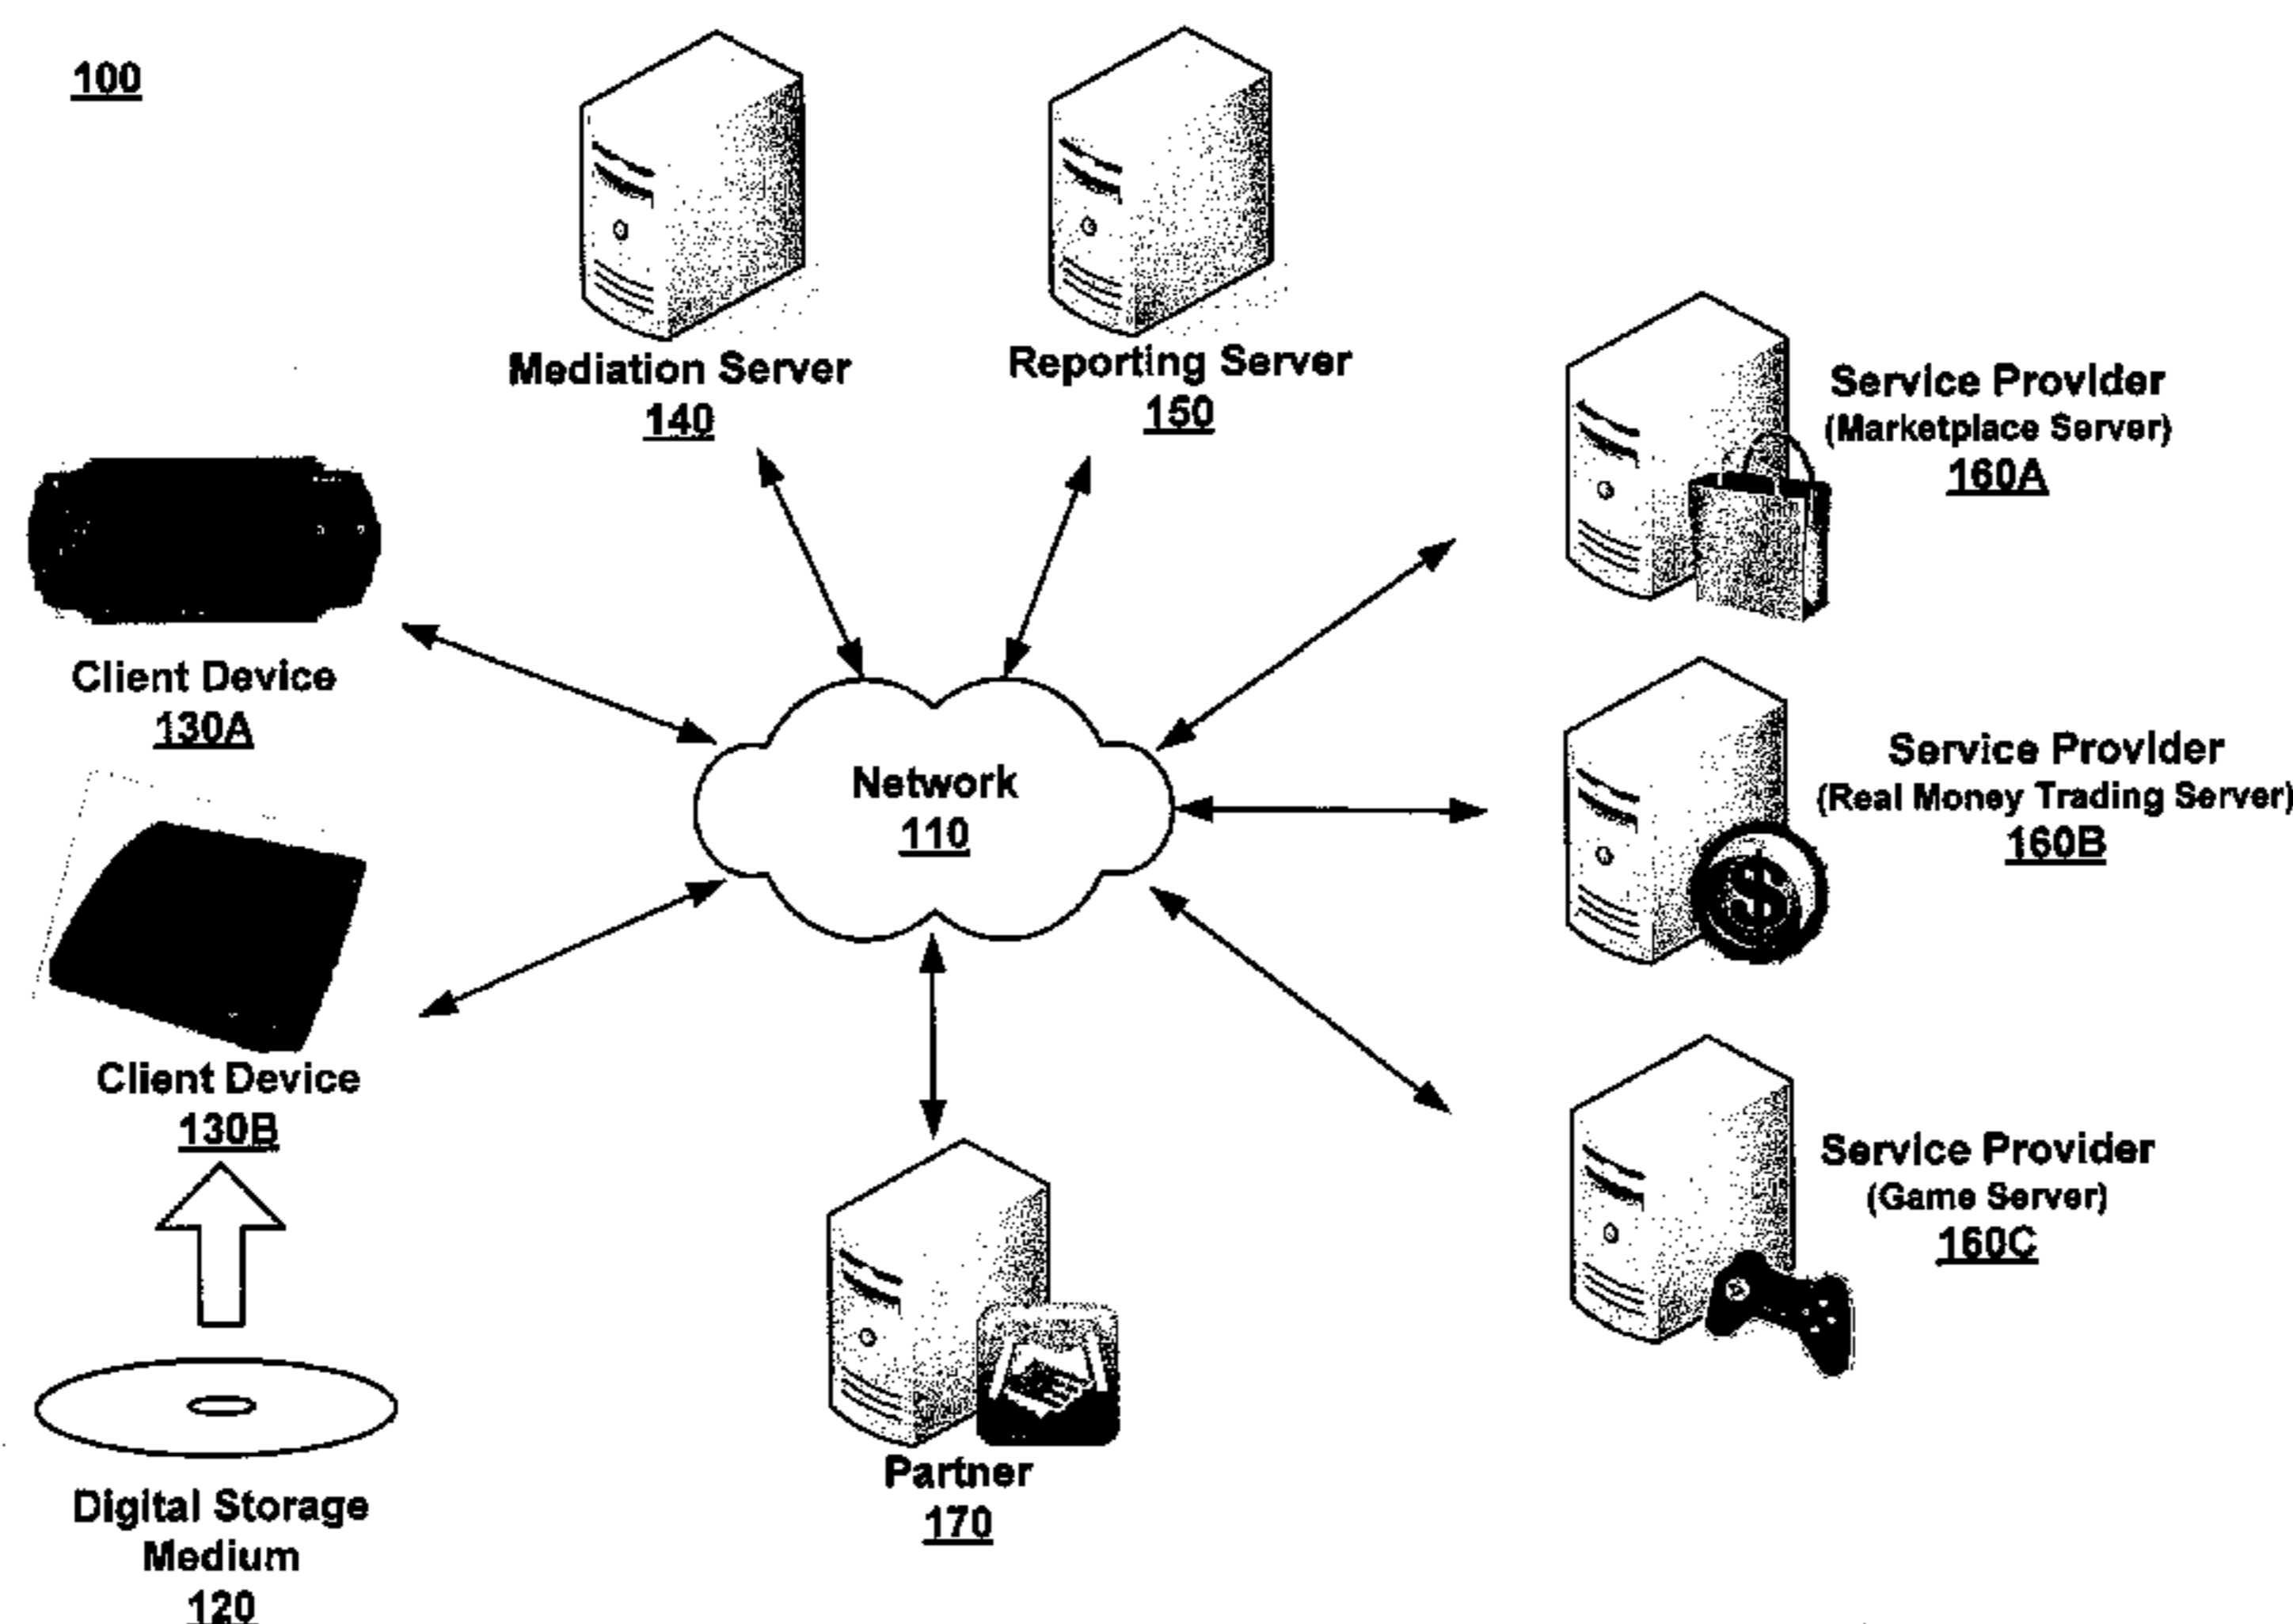 100
Mediation Server
140
Reporting Server
150
Service Provider
(Marketplace Server)
160A
Client Device
130A
Network
110
Service Provider
(Real Money Trading Server)
160B
$
Client Device
130B
Service Provider
(Game Server)
160C
Partner
170
Digital Storage
Medium
120